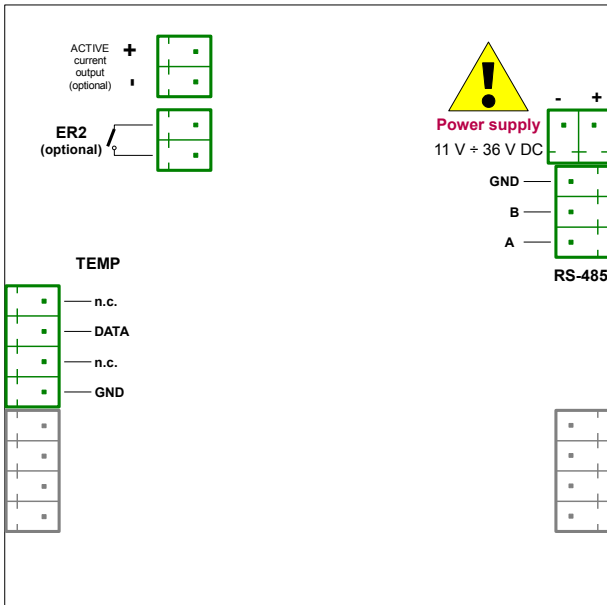 ACTIVE
current
output
(optional)
+
-
ER2
(optional)
Power supply
11 V ÷ 36 V DC
- +
GND
B
A
RS-485
TEMP
n.c.
DATA
n.c.
GND